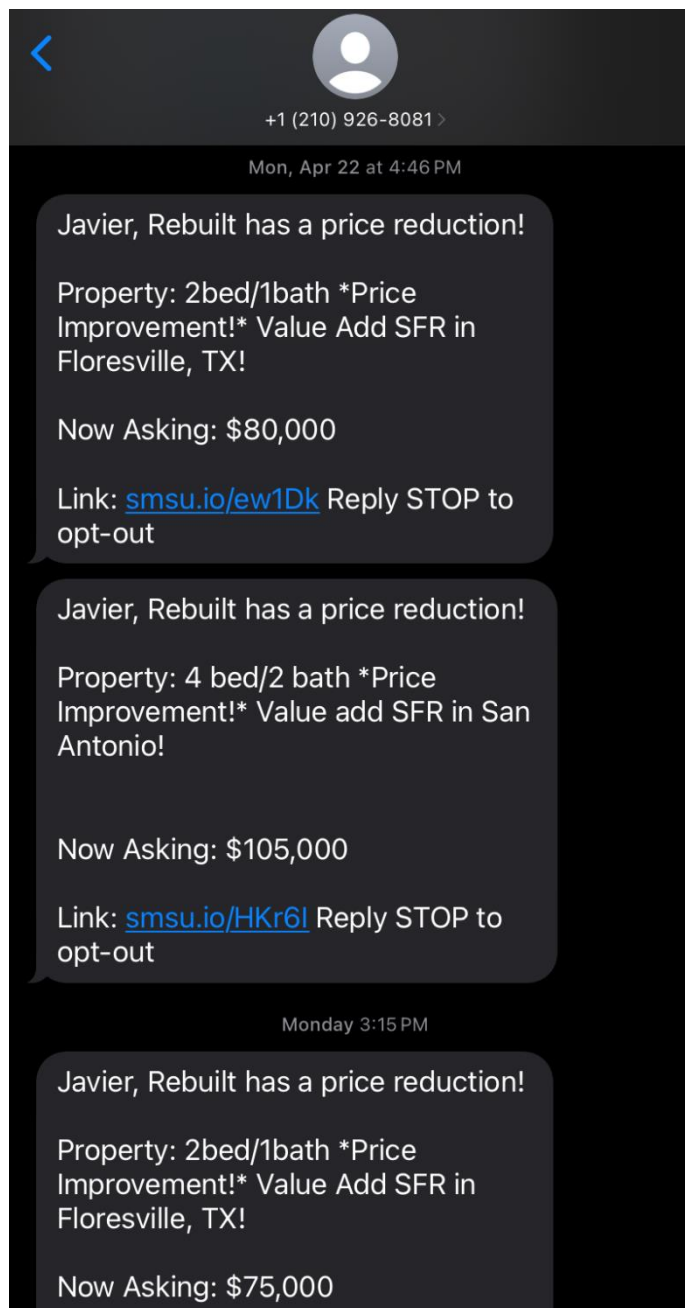 +1 (210) 926-8081 >
Mon, Apr 22 at 4:46 PM
Javier, Rebuilt has a price reduction!
Property: 2bed/1bath *Price
Improvement!* Value Add SFR in
Floresville, TX!
Now Asking: $80,000
Link: smsu.io/ew1Dk Reply STOP to
opt-out
Javier, Rebuilt has a price reduction!
Property: 4 bed/2 bath *Price
Improvement!* Value add SFR in San
Antonio!
Now Asking: $105,000
Link: smsu.io/HKr6I Reply STOP to
opt-out
Monday 3:15 PM
Javier, Rebuilt has a price reduction!
Property: 2bed/1bath *Price
Improvement!* Value Add SFR in
Floresville, TX!
Now Asking: $75,000